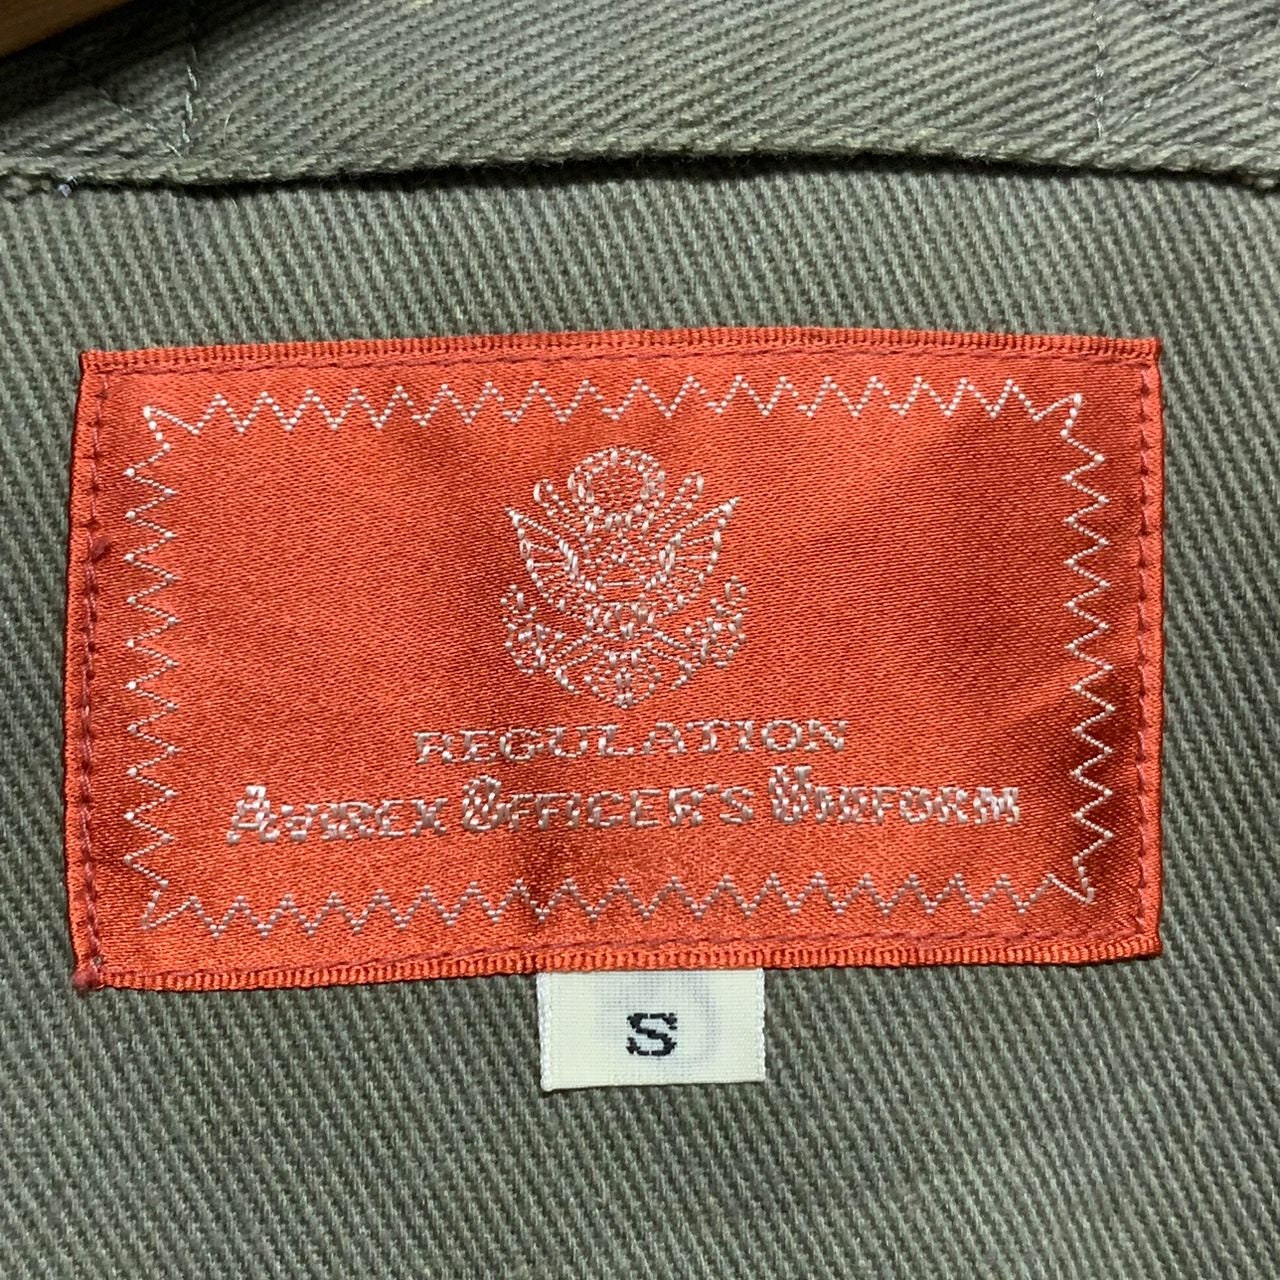 REGULATION
AVIREX OFFICER'S UNIFORM
S